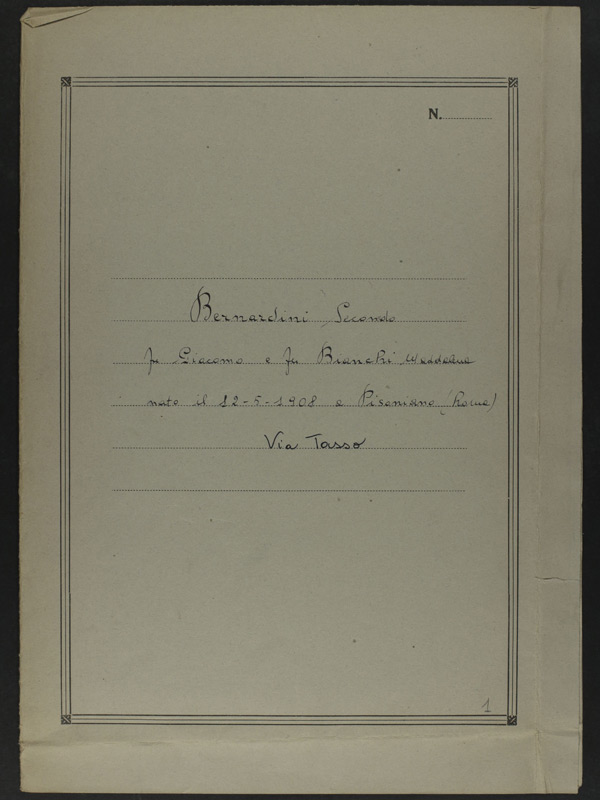 N.
Bernardini Secondo
fu Giacomo e fu Bianchi Maddalena
nato il 12-5-1908 a Pisoniano (Roma)
Via Tasso
1